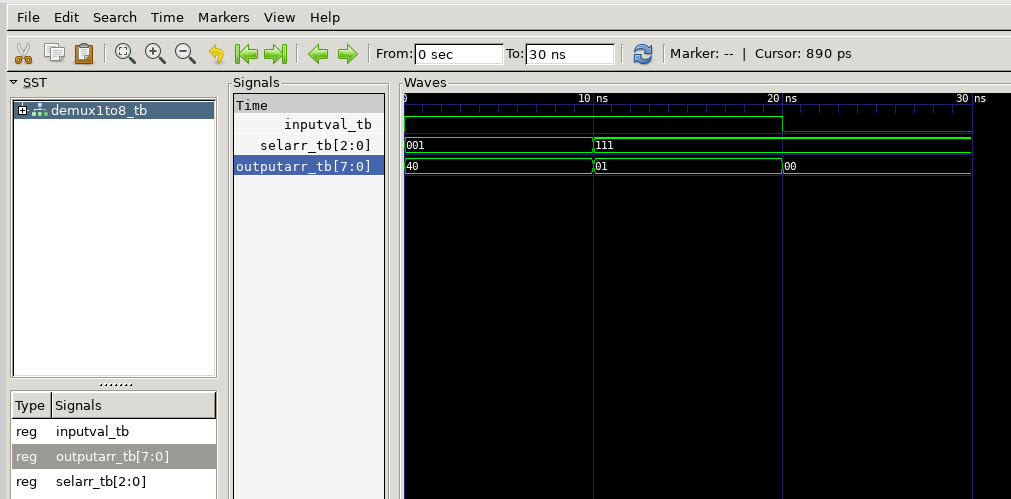 File Edit Search Time Markers View Help
From: 0 sec To: 30 ns Marker: -- | Cursor: 890 ps
SST
demux1to8_tb
Type Signals
reg inputval_tb
reg outputarr_tb[7:0]
reg selarr_tb[2:0]
Signals
Time
inputval_tb
selarr_tb[2:0]
outputarr_tb[7:0]
Waves
0 10 ns 20 ns 30 ns
001 111
40 01 00